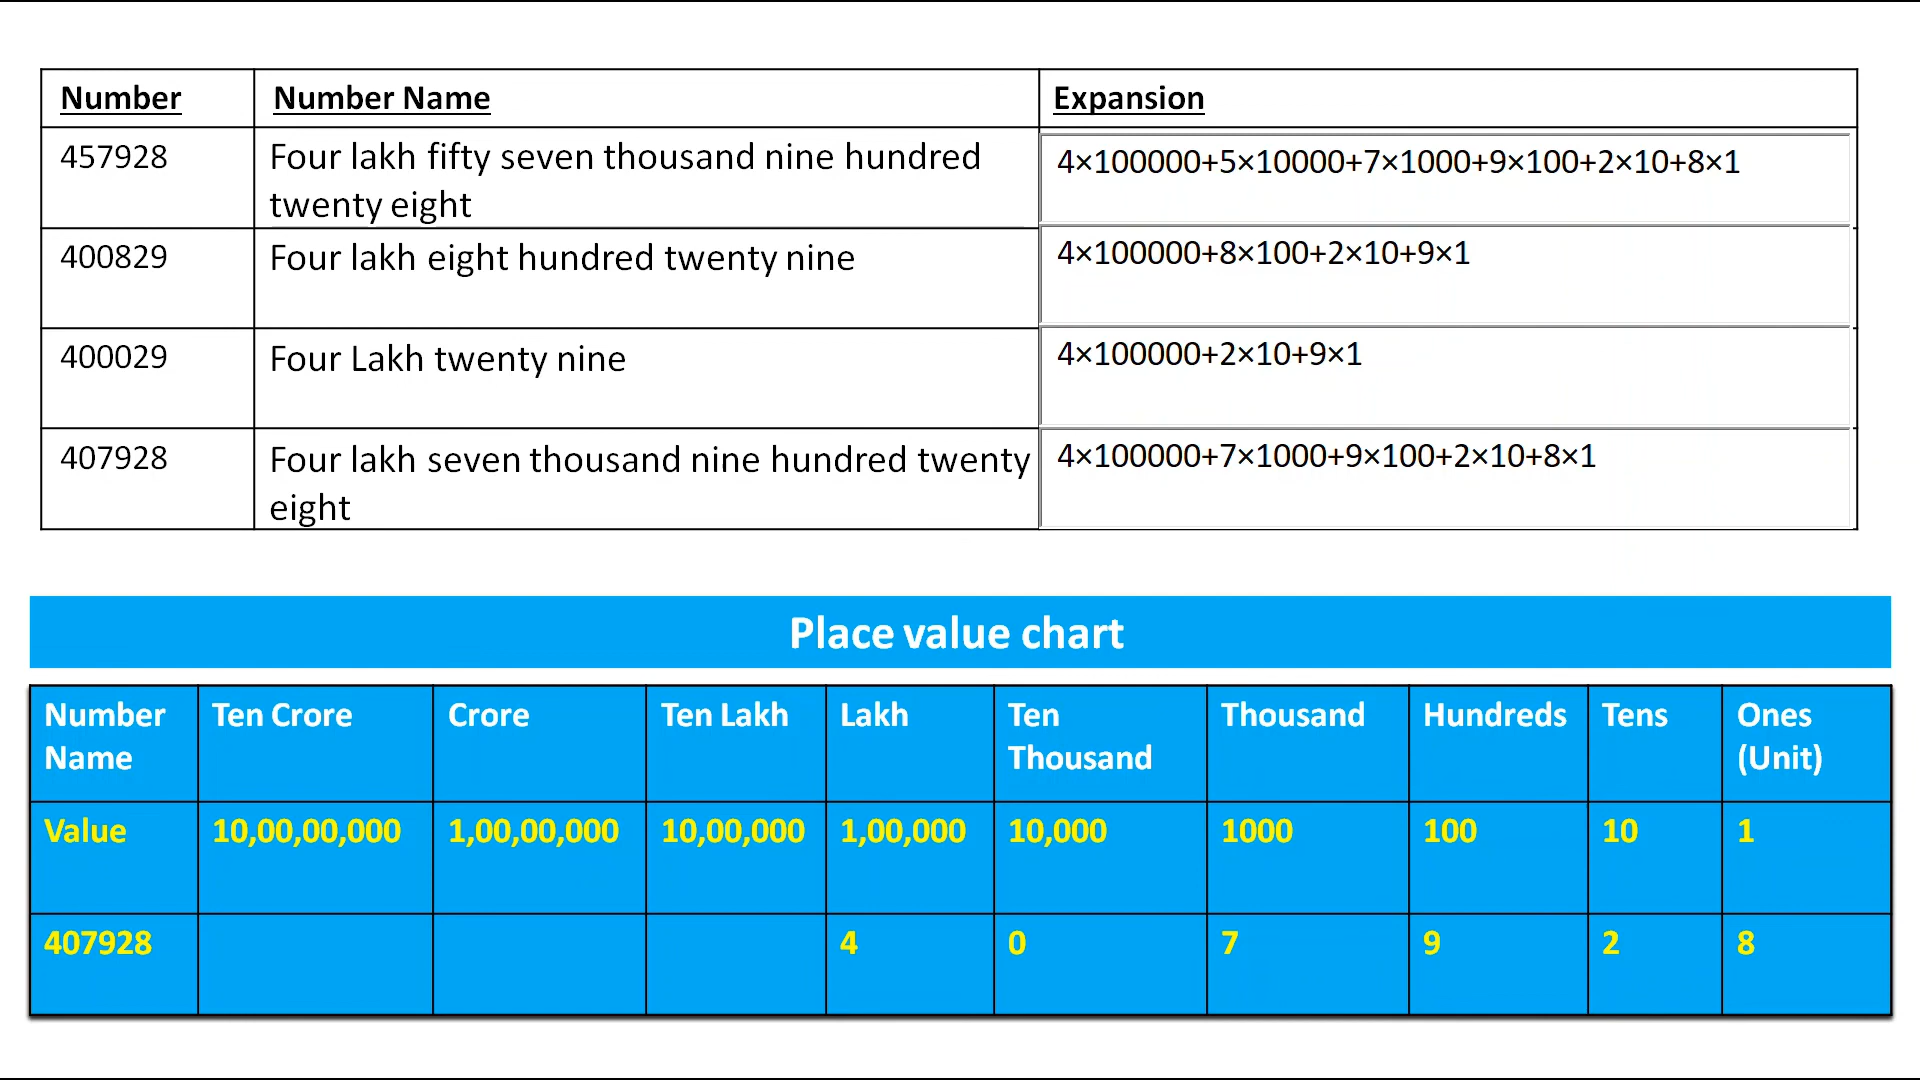 Number Number Name Expansion
457928 Four lakh fifty seven thousand nine hundred 4×100000+5×10000+7×1000+9×100+2×10+8×1
twenty eight
400829 Four lakh eight hundred twenty nine 4×100000+8×100+2×10+9×1
400029 Four Lakh twenty nine 4×100000+2×10+9×1
407928 Four lakh seven thousand nine hundred twenty 4×100000+7×1000+9×100+2×10+8×1
eight
Place value chart
Number Ten Crore Crore Ten Lakh Lakh Ten Thousand Hundreds Tens Ones
Name Thousand (Unit)
Value 10,00,00,000 1,00,00,000 10,00,000 1,00,000 10,000 1000 100 10 1
407928 4 0 7 9 2 8